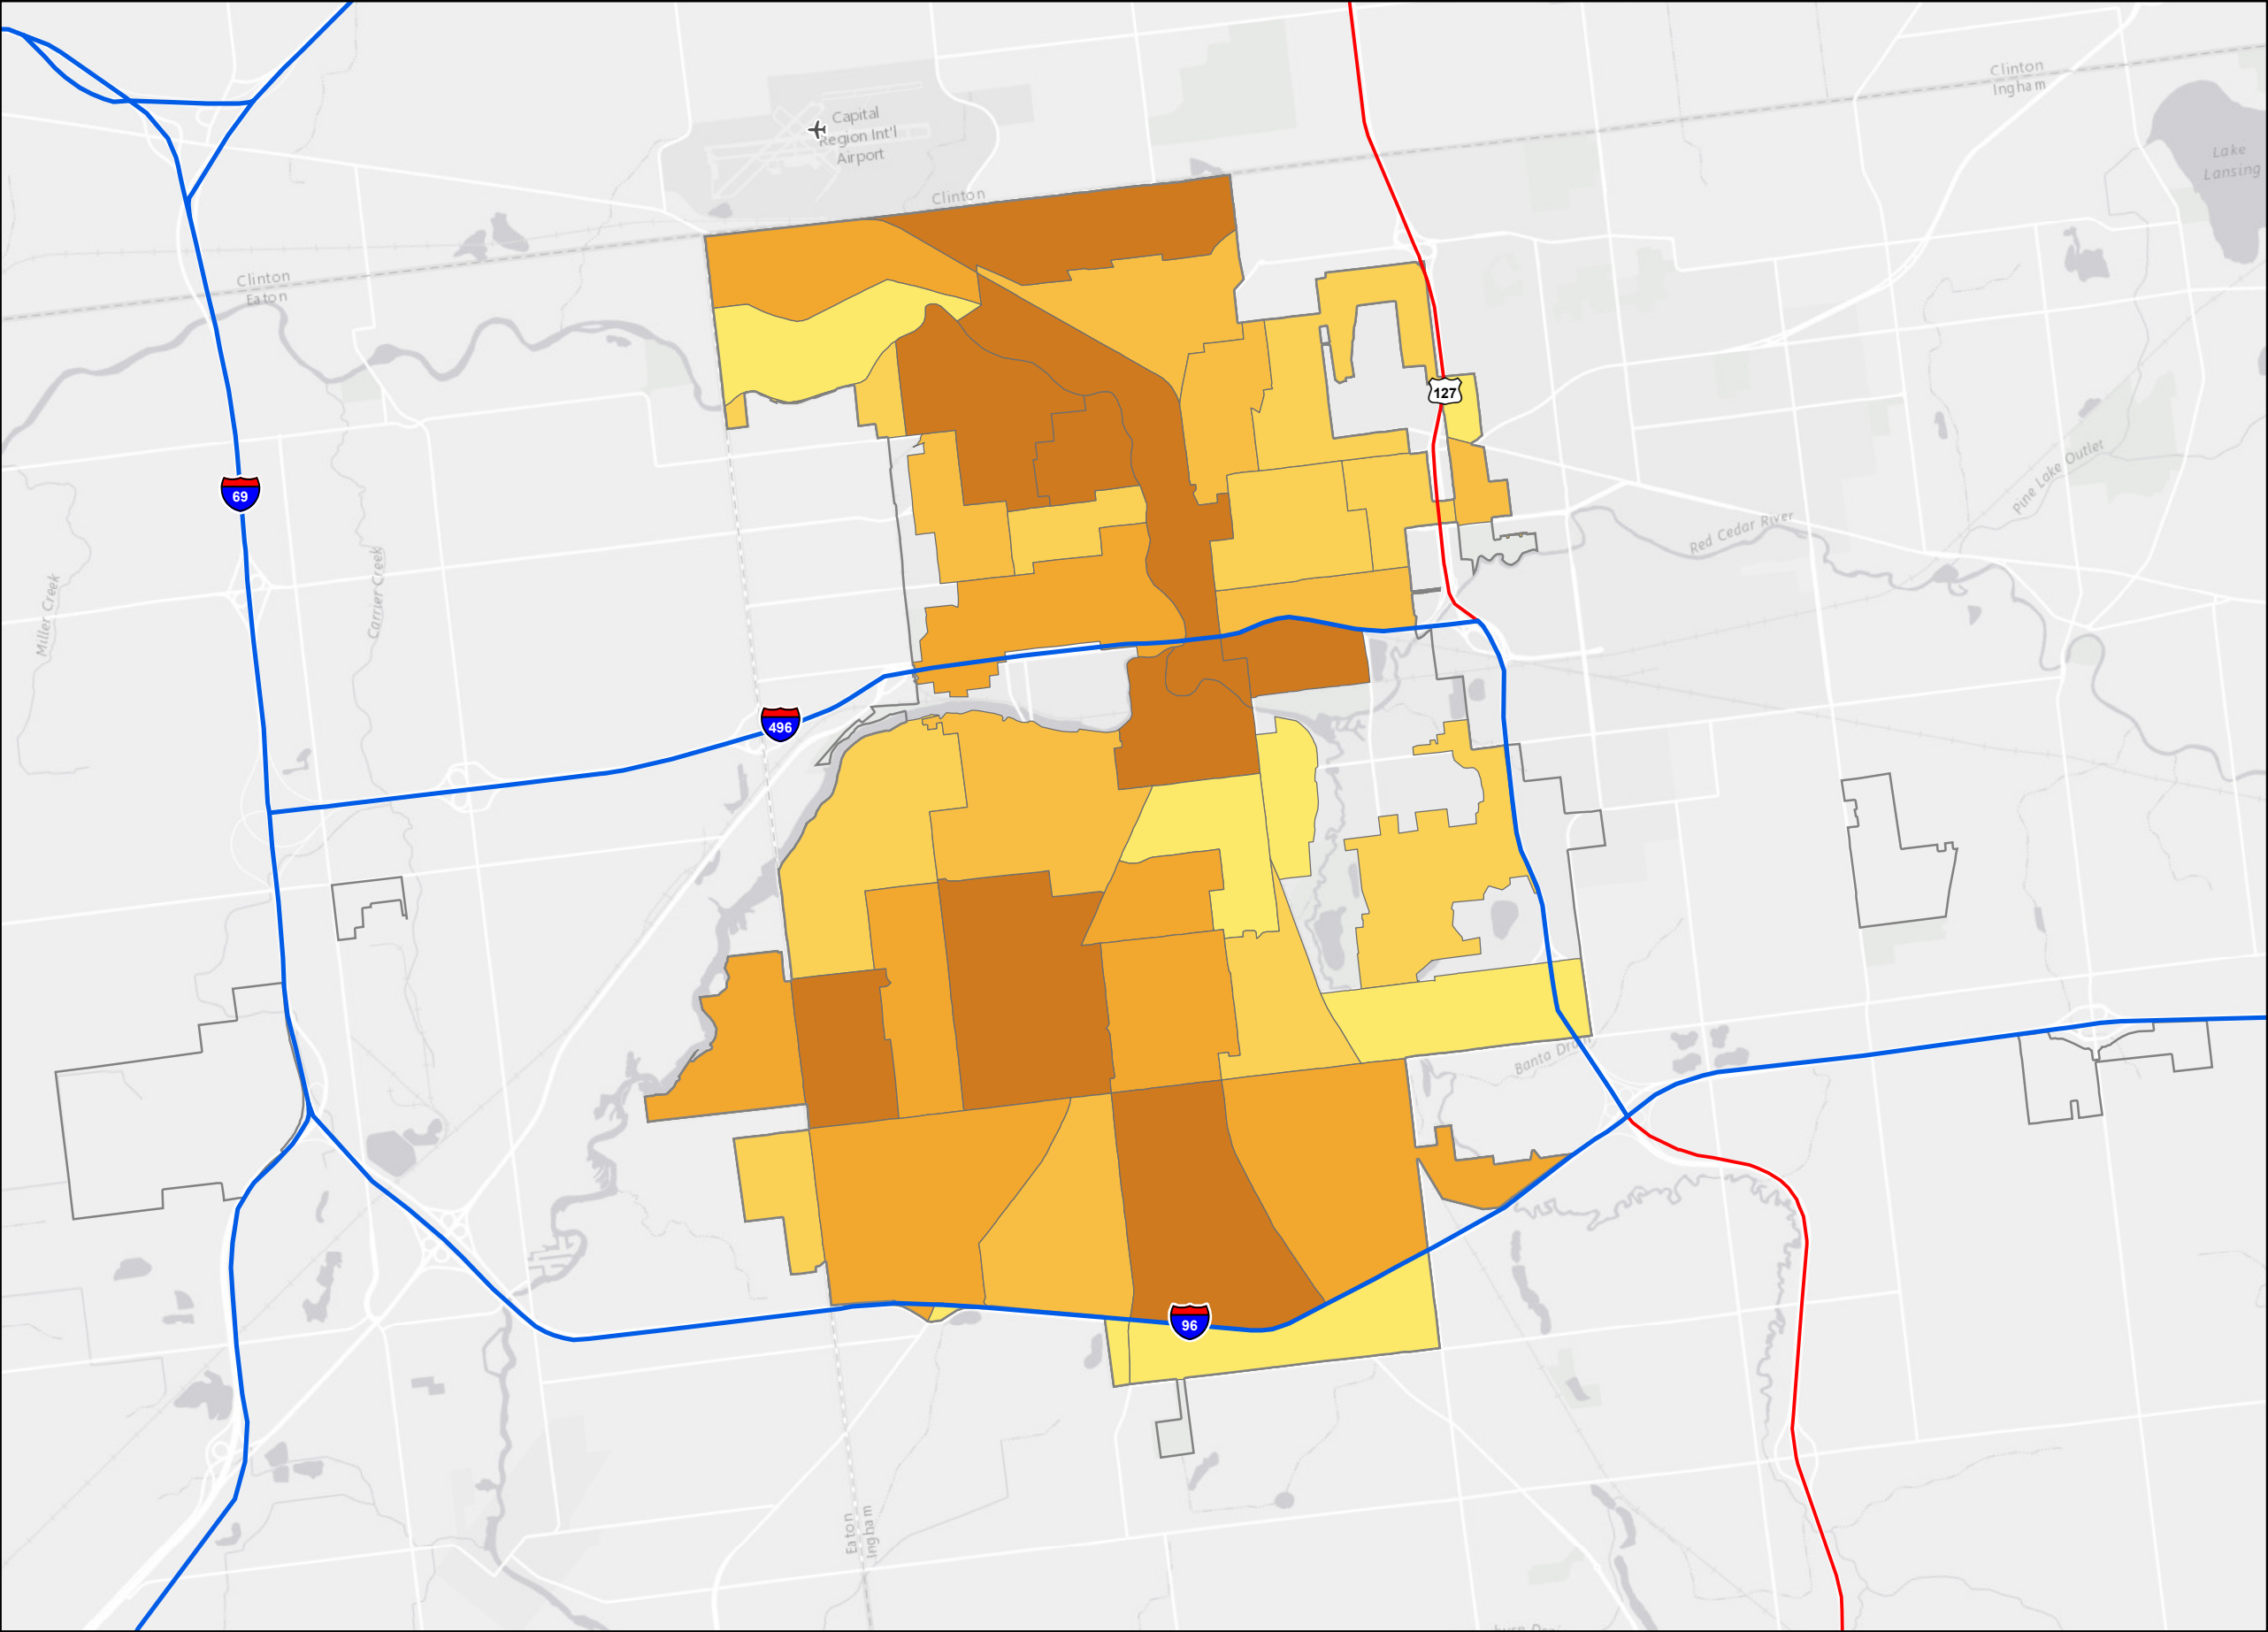 Clinton
Ingham
Capital
Region Int'l
Airport
Lake
Lansing
Clinton
Clinton
Eaton
127
Pine Lake Outlet
69
Red Cedar River
Miller Creek
Carrier Creek
496
Banta Drain
96
Eaton
Ingham